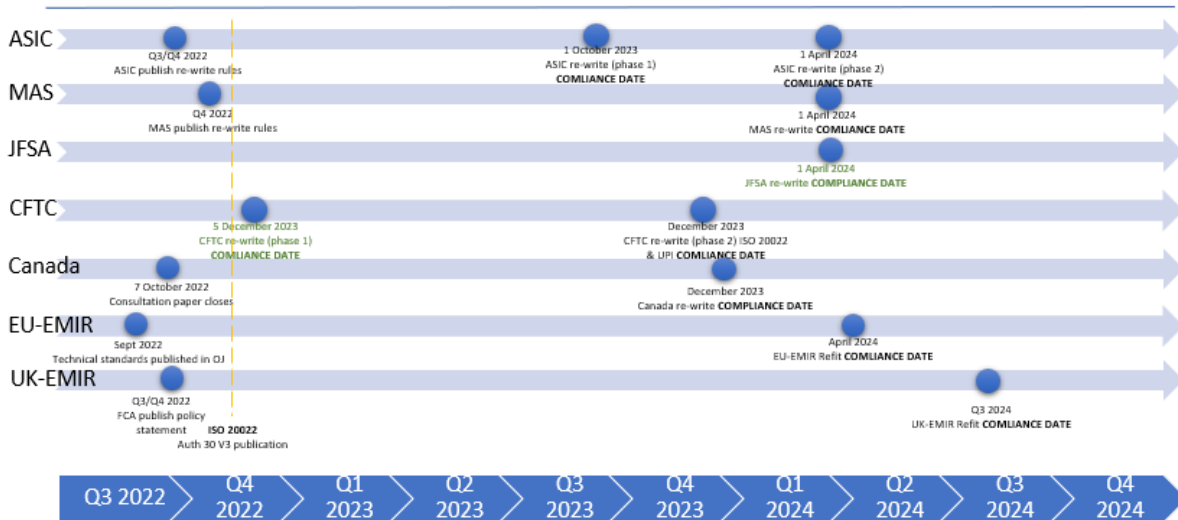 ASIC
Q3/Q4 2022
ASIC publish re-write rules
1 October 2023
ASIC re-write (phase 1)
COMLIANCE DATE
1 April 2024
ASIC re-write (phase 2)
COMLIANCE DATE
MAS
Q4 2022
MAS publish re-write rules
1 April 2024
MAS re-write COMLIANCE DATE
JFSA
1 April 2024
JFSA re-write COMPLIANCE DATE
CFTC
5 December 2023
CFTC re-write (phase 1)
COMLIANCE DATE
December 2023
CFTC re-write (phase 2) ISO 20022
& UPI COMLIANCE DATE
Canada
7 October 2022
Consultation paper closes
December 2023
Canada re-write COMPLIANCE DATE
EU-EMIR
Sept 2022
Technical standards published in OJ
April 2024
EU-EMIR Refit COMLIANCE DATE
UK-EMIR
Q3/Q4 2022
FCA publish policy
statement
ISO 20022
Auth 30 V3 publication
Q3 2024
UK-EMIR Refit COMLIANCE DATE
Q3 2022
Q4
2022
Q1
2023
Q2
2023
Q3
2023
Q4
2023
Q1
2024
Q2
2024
Q3
2024
Q4
2024